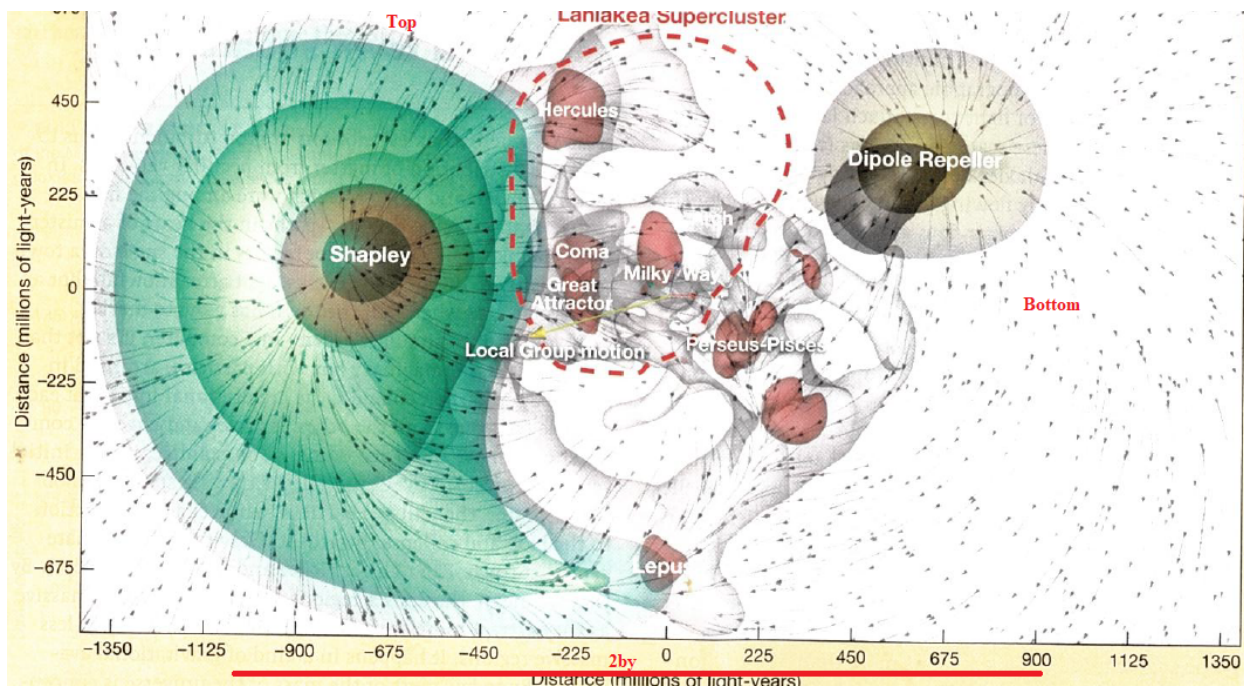 Top
Laniakea Supercluster
450
225
0
-225
-450
-675
Distance (millions of light-years)
Hercules
Dipole Repeller
Shapley
Coma
Milky Way
Great
Attractor
Bottom
Local Group motion
Perseus-Pisces
Lepus
-1350
-1125
-900
-675
-450
-225
0
225
450
675
900
1125
1350
2by
Distance (millions of light-years)